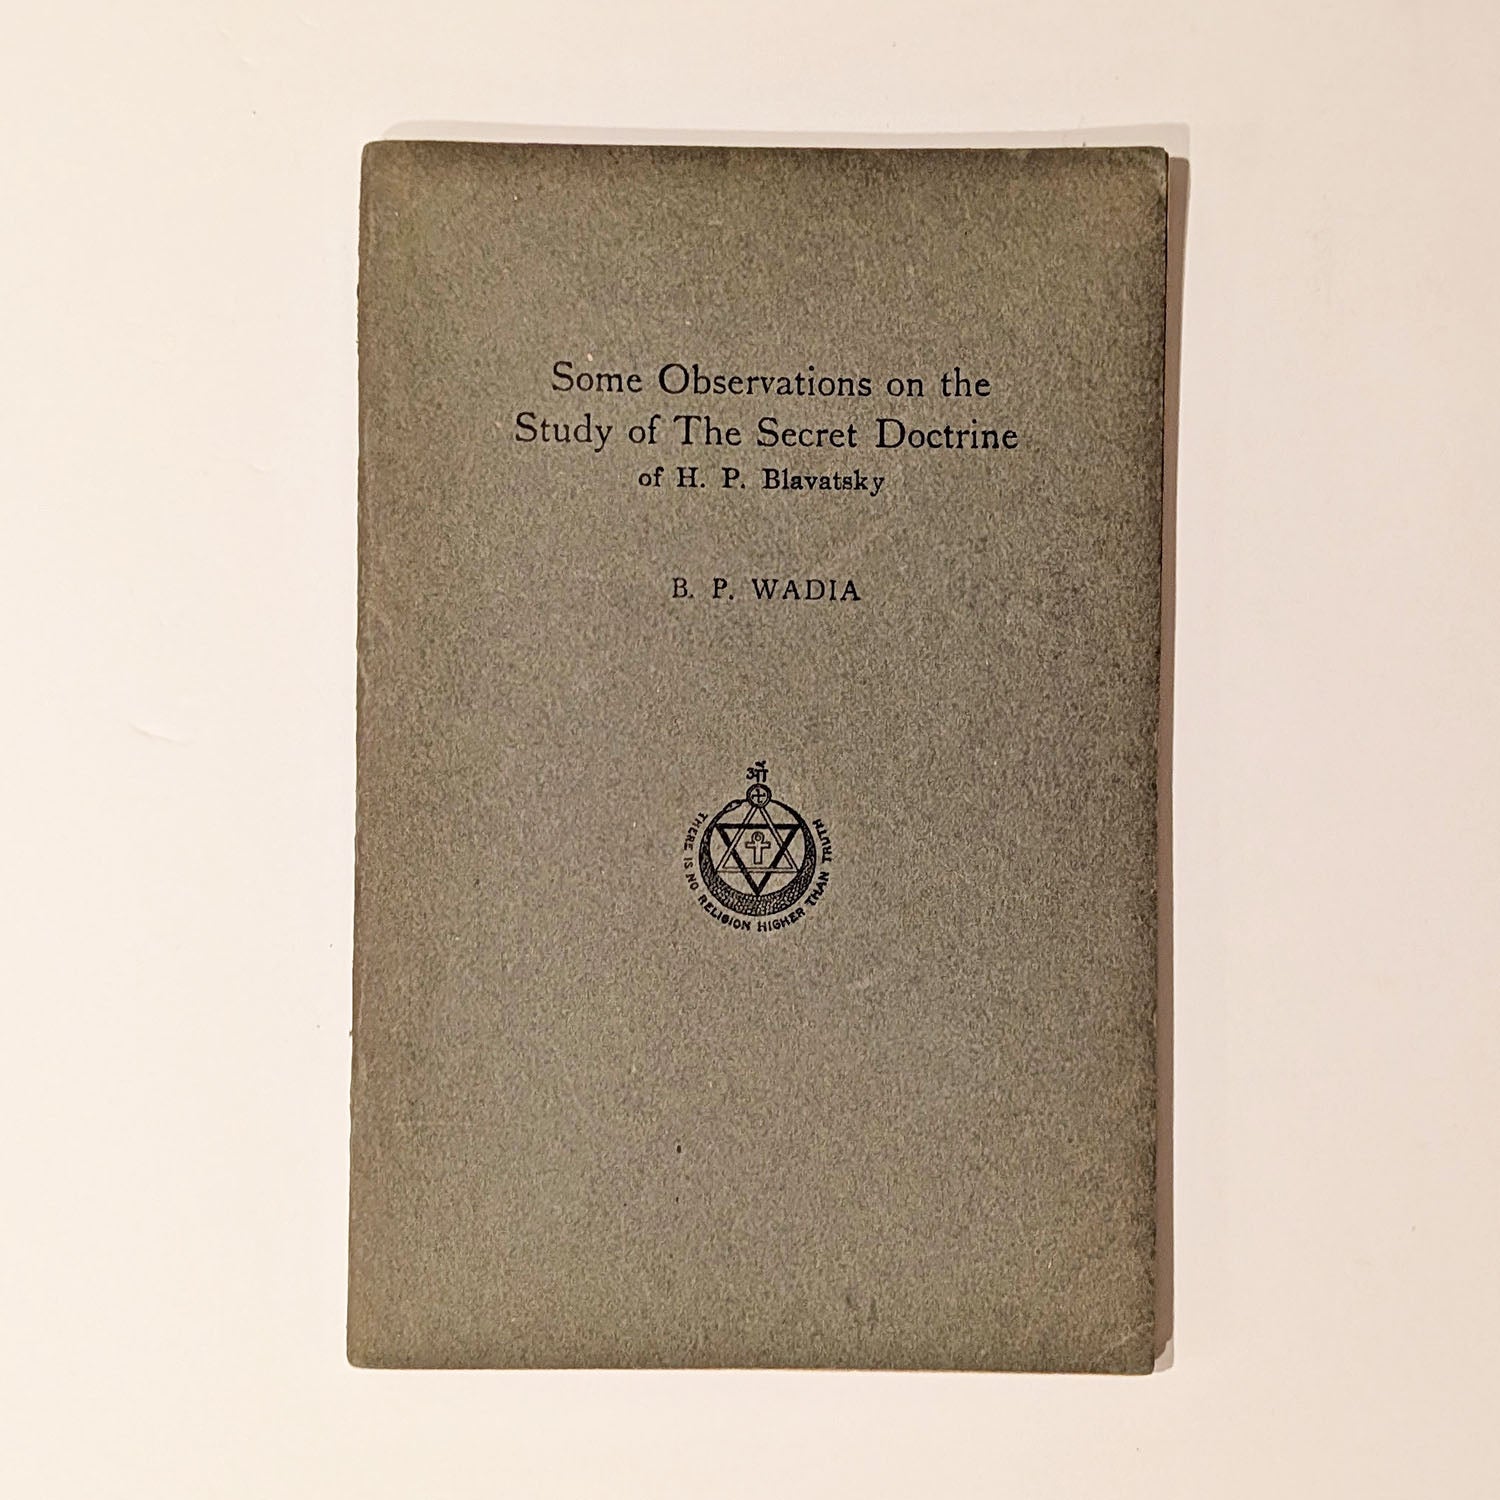 Some Observations on the
Study of The Secret Doctrine
of H. P. Blavatsky
B. P. WADIA
ओं
THERE IS NO RELIGION HIGHER THAN TRUTH